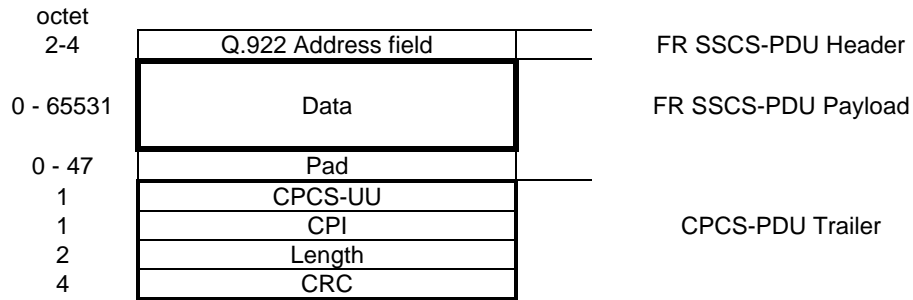 octet
2-4 Q.922 Address field FR SSCS-PDU Header
0 - 65531 Data FR SSCS-PDU Payload
0 - 47 Pad
1 CPCS-UU
1 CPI CPCS-PDU Trailer
2 Length
4 CRC